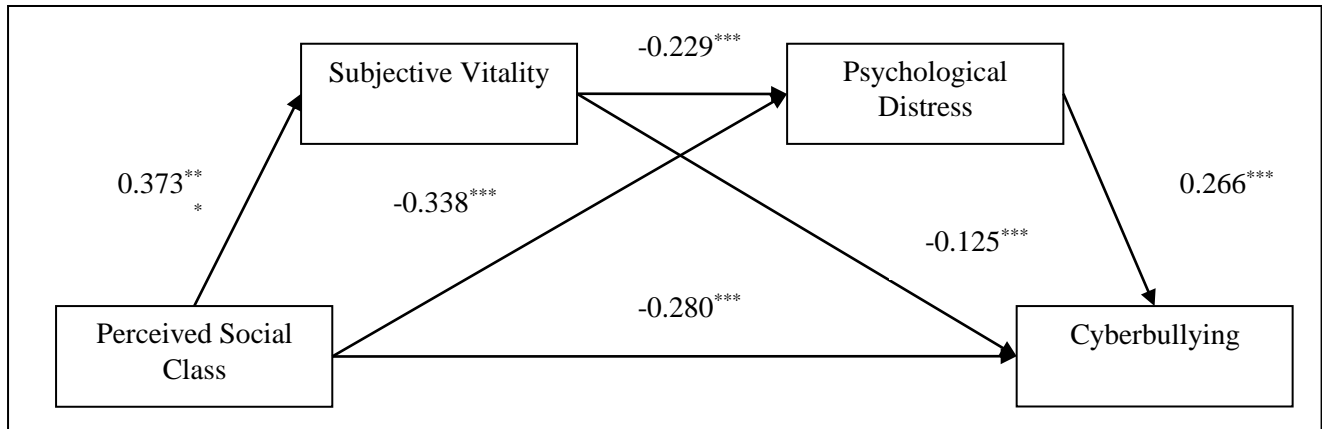 -0.229***
Subjective Vitality
Psychological
Distress
0.373**
*
-0.338***
0.266***
-0.125***
-0.280***
Perceived Social
Class
Cyberbullying